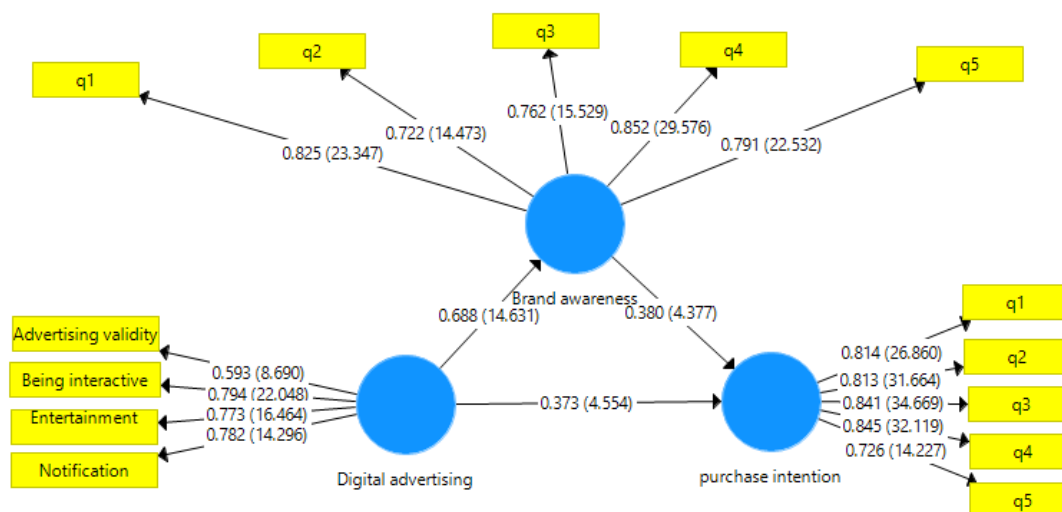 q3
q2
q4
q1
q5
0.762 (15.529)
0.722 (14.473)
0.852 (29.576)
0.825 (23.347)
0.791 (22.532)
Brand awareness
0.688 (14.631)
0.380 (4.377)
Advertising validity
Being interactive
Entertainment
Notification
0.593 (8.690)
0.794 (22.048)
0.773 (16.464)
0.782 (14.296)
Digital advertising
0.373 (4.554)
purchase intention
0.814 (26.860)
0.813 (31.664)
0.841 (34.669)
0.845 (32.119)
0.726 (14.227)
q1
q2
q3
q4
q5